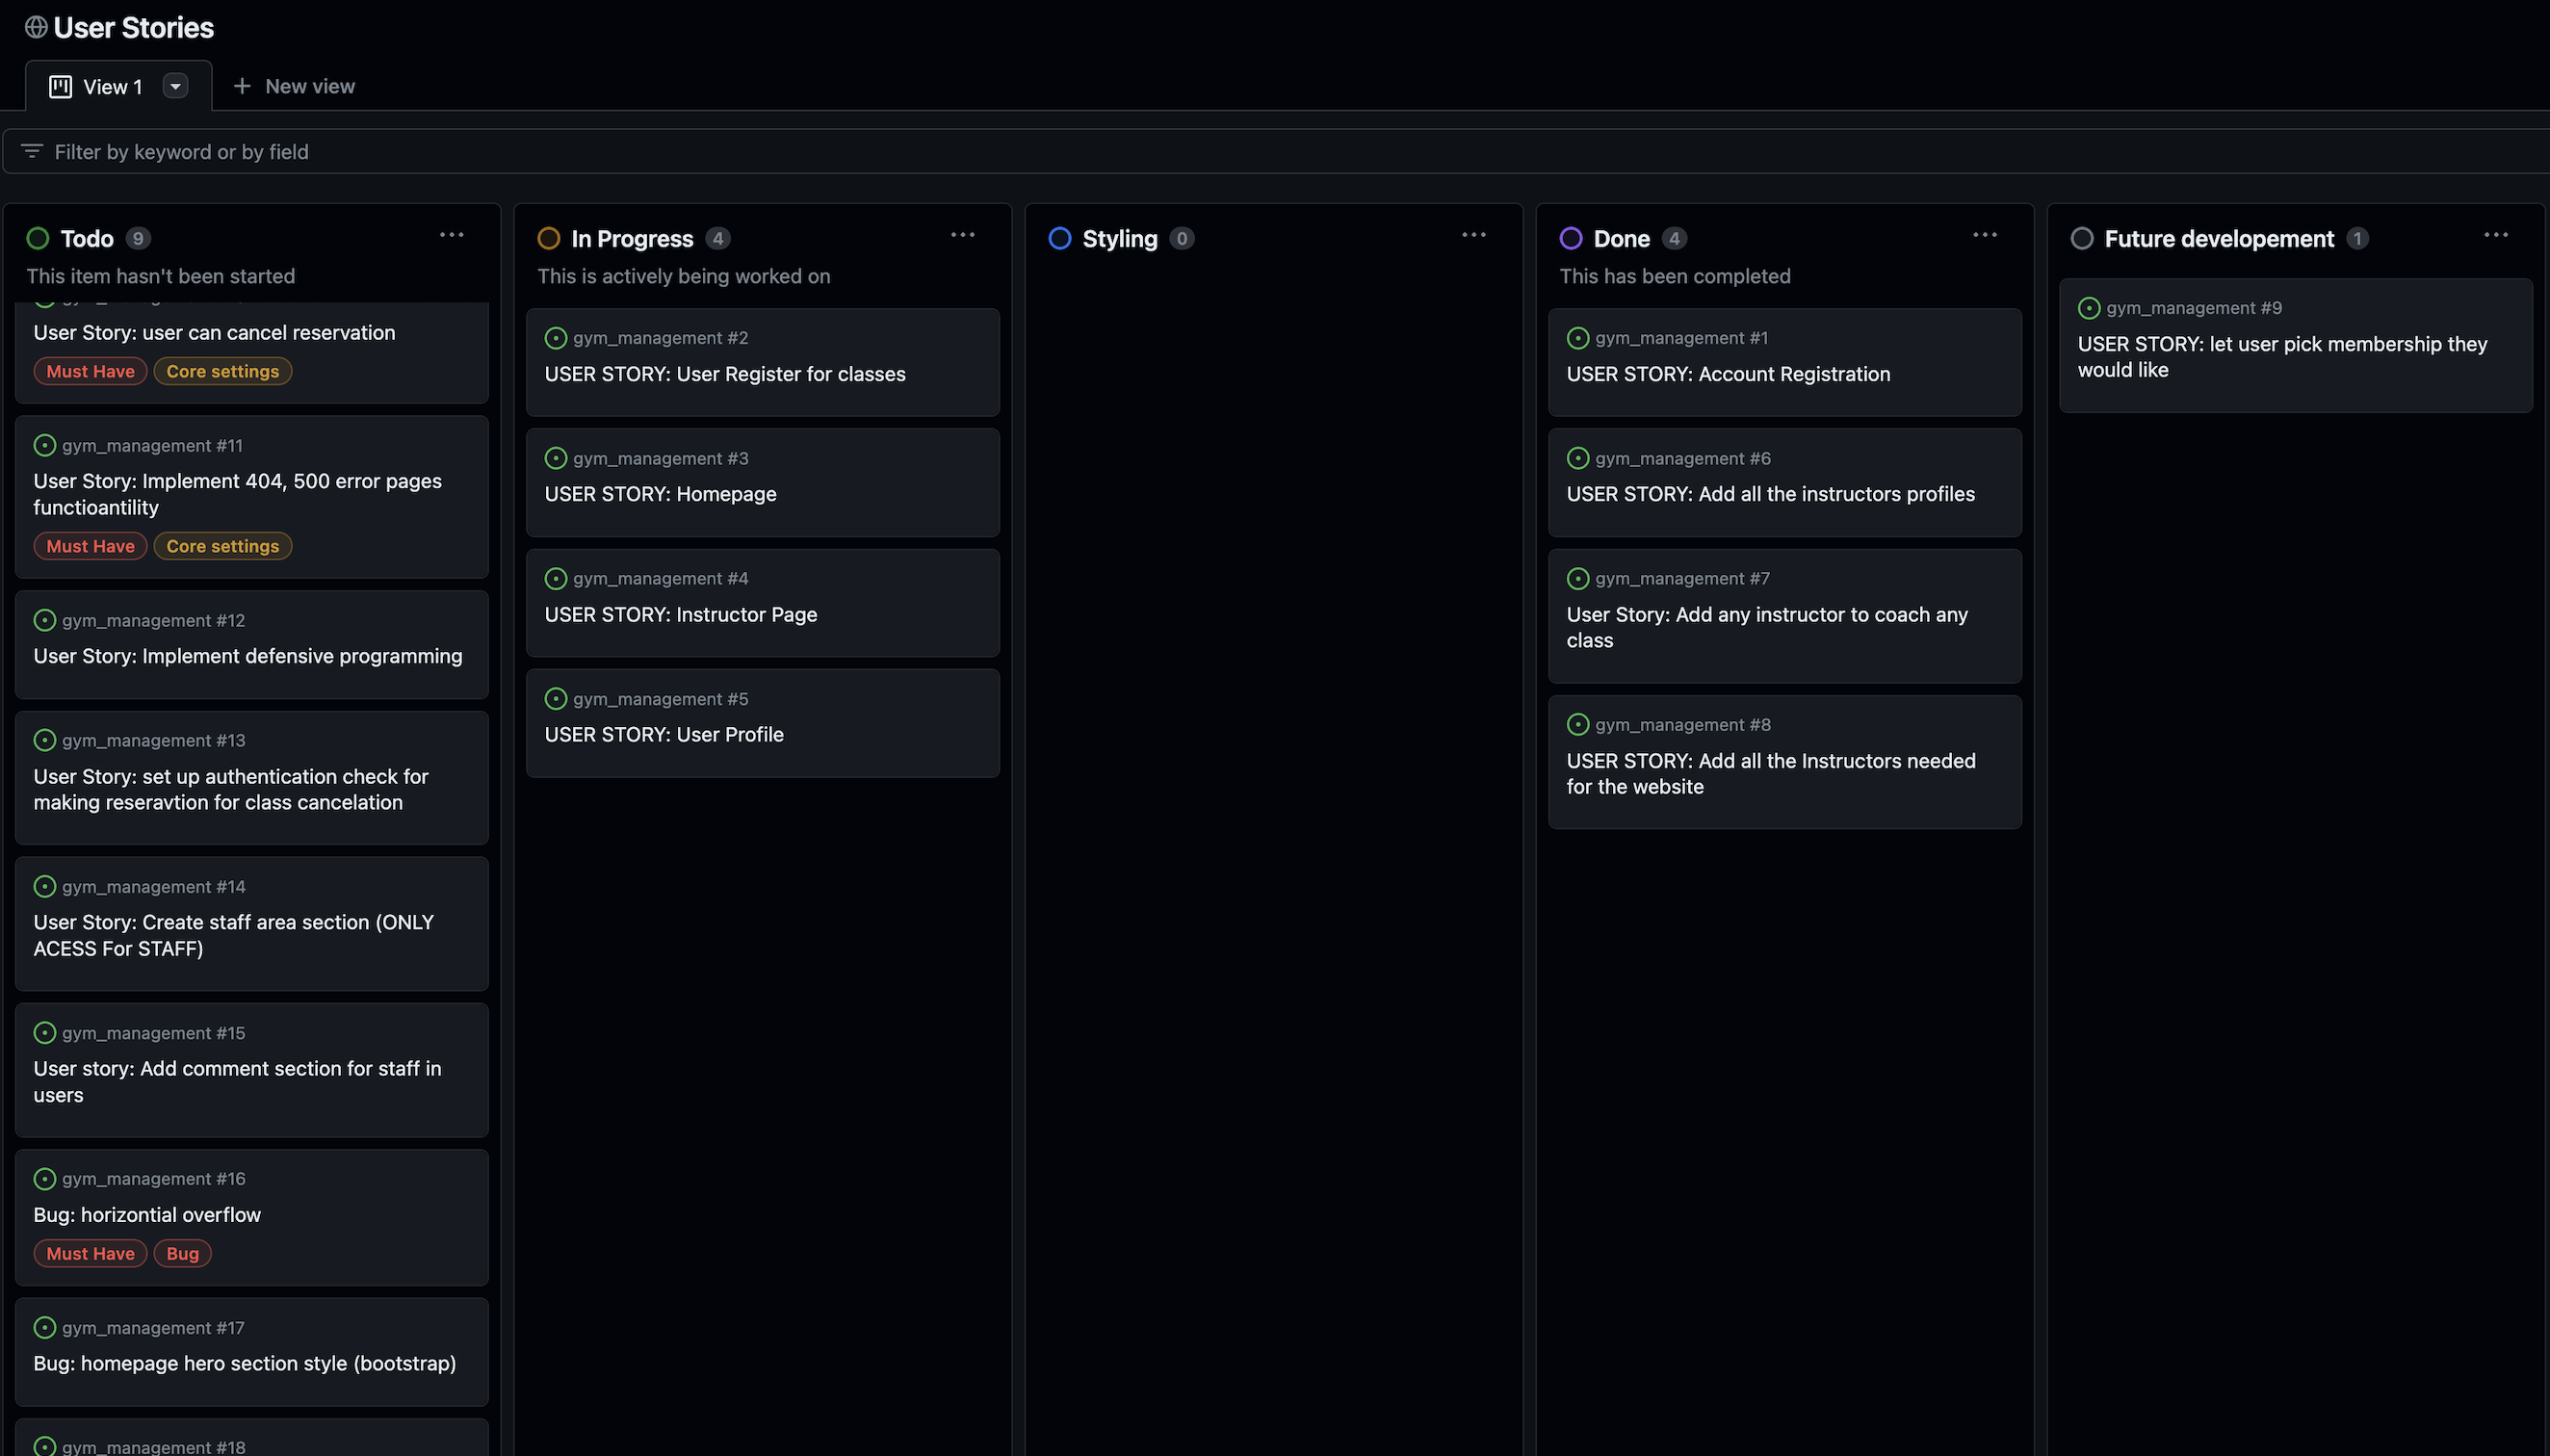 User Stories
View 1
New view
Filter by keyword or by field
Todo 9
This item hasn't been started
User Story: user can cancel reservation
Must Have Core settings
gym_management #11
User Story: Implement 404, 500 error pages
functioantility
Must Have Core settings
gym_management #12
User Story: Implement defensive programming
gym_management #13
User Story: set up authentication check for
making reseravtion for class cancelation
gym_management #14
User Story: Create staff area section (ONLY
ACESS For STAFF)
gym_management #15
User story: Add comment section for staff in
users
gym_management #16
Bug: horizontial overflow
Must Have Bug
gym_management #17
Bug: homepage hero section style (bootstrap)
gym_management #18
In Progress 4
This is actively being worked on
gym_management #2
USER STORY: User Register for classes
gym_management #3
USER STORY: Homepage
gym_management #4
USER STORY: Instructor Page
gym_management #5
USER STORY: User Profile
Styling 0
Done 4
This has been completed
gym_management #1
USER STORY: Account Registration
gym_management #6
USER STORY: Add all the instructors profiles
gym_management #7
User Story: Add any instructor to coach any
class
gym_management #8
USER STORY: Add all the Instructors needed
for the website
Future developement 1
gym_management #9
USER STORY: let user pick membership they
would like